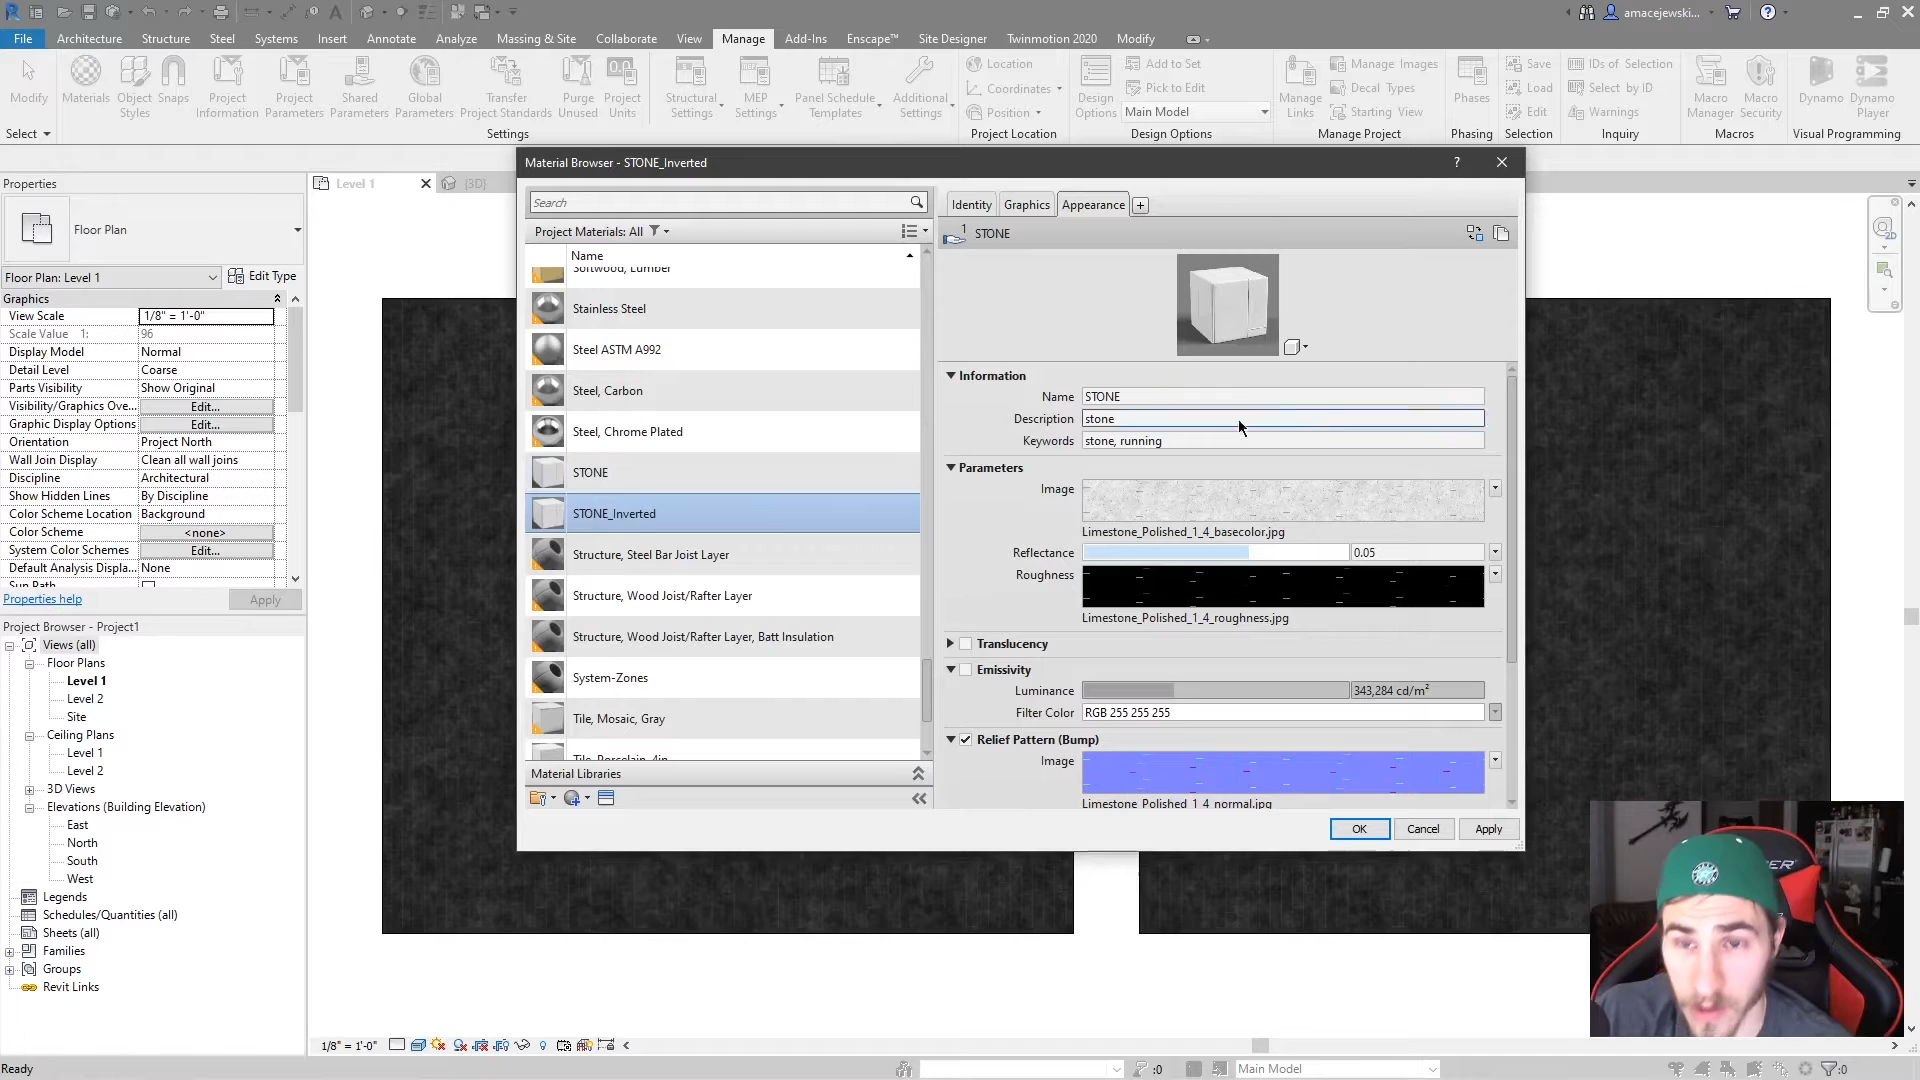 amacejewski...
File Architecture Structure Steel Systems Insert Annotate Analyze Massing & Site Collaborate View Manage Add-Ins Enscape™ Site Designer Twinmotion 2020 Modify
Modify Materials Object Styles Snaps Project Information Project Parameters Shared Parameters Global Parameters Transfer Project Standards Purge Unused Project Units Structural Settings MEP Settings Panel Schedule Templates Additional Settings
Location
Coordinates
Position
Design Options
Add to Set
Pick to Edit
Main Model
Manage Links
Manage Images
Decal Types
Starting View
Phases
Save
Load
Edit
IDs of Selection
Select by ID
Warnings
Macro Manager Macro Security Dynamo Dynamo Player
Select Settings Project Location Design Options Manage Project Phasing Selection Inquiry Macros Visual Programming
Properties
Floor Plan
Floor Plan: Level 1 Edit Type
Graphics
View Scale 1/8" = 1'-0"
Scale Value 1: 96
Display Model Normal
Detail Level Coarse
Parts Visibility Show Original
Visibility/Graphics Ove... Edit...
Graphic Display Options Edit...
Orientation Project North
Wall Join Display Clean all wall joins
Discipline Architectural
Show Hidden Lines By Discipline
Color Scheme Location Background
Color Scheme <none>
System Color Schemes Edit...
Default Analysis Displa... None
Sun Path
Properties help Apply
Project Browser - Project1
Views (all)
Floor Plans
Level 1
Level 2
Site
Ceiling Plans
Level 1
Level 2
3D Views
Elevations (Building Elevation)
East
North
South
West
Legends
Schedules/Quantities (all)
Sheets (all)
Families
Groups
Revit Links
Level 1 {3D}
Material Browser - STONE_Inverted ?
Search
Project Materials: All
Name
Softwood, Lumber
Stainless Steel
Steel ASTM A992
Steel, Carbon
Steel, Chrome Plated
STONE
STONE_Inverted
Structure, Steel Bar Joist Layer
Structure, Wood Joist/Rafter Layer
Structure, Wood Joist/Rafter Layer, Batt Insulation
System-Zones
Tile, Mosaic, Gray
Tile, Porcelain, 4in
Material Libraries
Identity Graphics Appearance
1 STONE
Information
Name STONE
Description stone
Keywords stone, running
Parameters
Image
Limestone_Polished_1_4_basecolor.jpg
Reflectance 0.05
Roughness
Limestone_Polished_1_4_roughness.jpg
Translucency
Emissivity
Luminance 343,284 cd/m²
Filter Color RGB 255 255 255
Relief Pattern (Bump)
Image
Limestone_Polished_1_4_normal.jpg
OK Cancel Apply
1/8" = 1'-0"
Ready :0 Main Model :0